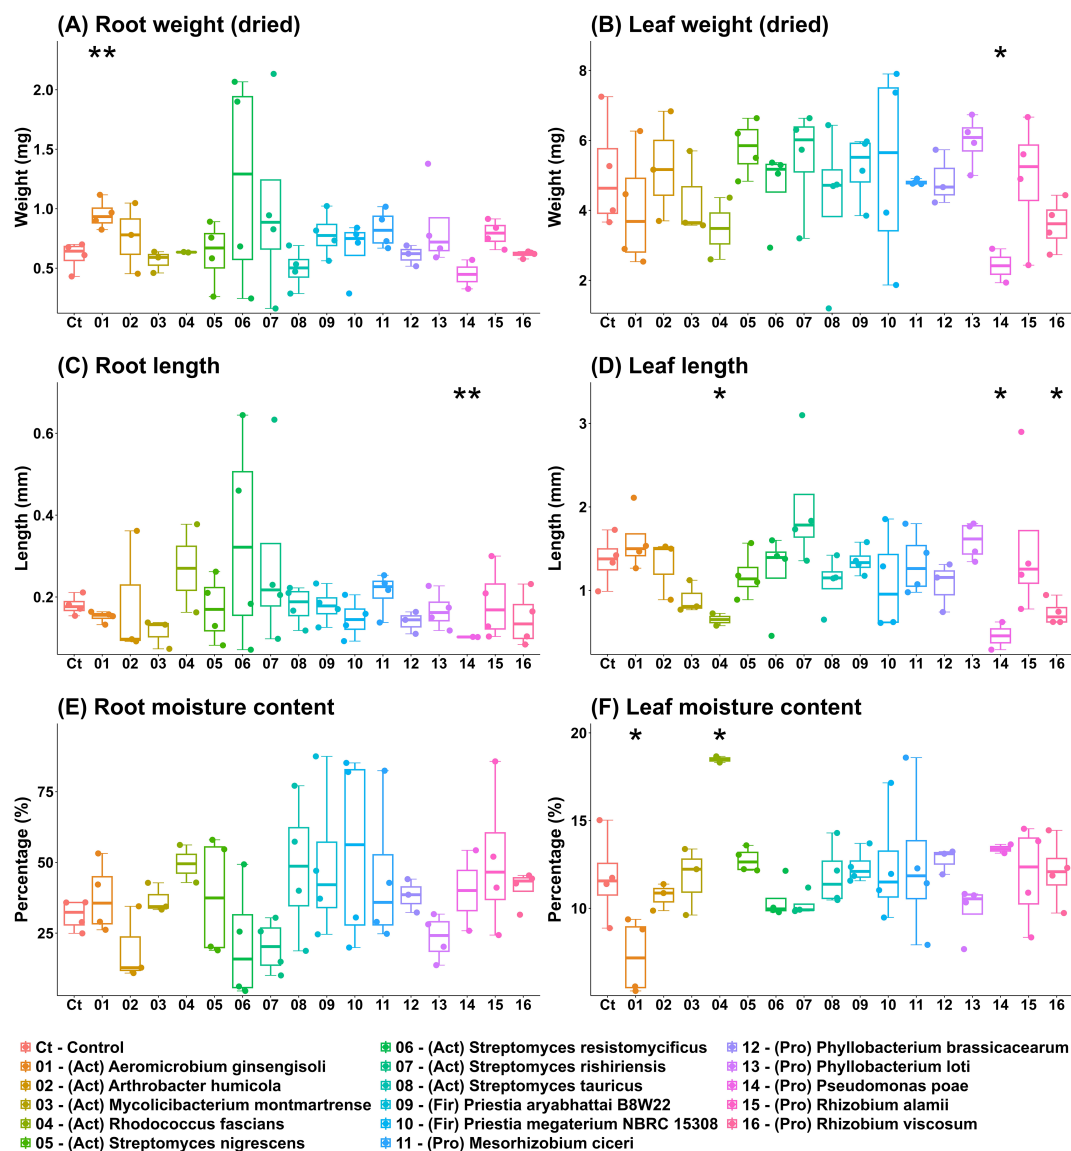 (A) Root weight (dried)
**
Weight (mg)
2.0
1.5
1.0
0.5
Ct 01 02 03 04 05 06 07 08 09 10 11 12 13 14 15 16
(B) Leaf weight (dried)
*
Weight (mg)
8
6
4
2
Ct 01 02 03 04 05 06 07 08 09 10 11 12 13 14 15 16
(C) Root length
**
Length (mm)
0.6
0.4
0.2
Ct 01 02 03 04 05 06 07 08 09 10 11 12 13 14 15 16
(D) Leaf length
* * *
Length (mm)
3
2
1
Ct 01 02 03 04 05 06 07 08 09 10 11 12 13 14 15 16
(E) Root moisture content
Percentage (%)
75
50
25
Ct 01 02 03 04 05 06 07 08 09 10 11 12 13 14 15 16
(F) Leaf moisture content
* *
Percentage (%)
20
15
10
Ct 01 02 03 04 05 06 07 08 09 10 11 12 13 14 15 16
Ct - Control
01 - (Act) Aeromicrobium ginsengisoli
02 - (Act) Arthrobacter humicola
03 - (Act) Mycolicibacterium montmartrense
04 - (Act) Rhodococcus fascians
05 - (Act) Streptomyces nigrescens
06 - (Act) Streptomyces resistomycificus
07 - (Act) Streptomyces rishiriensis
08 - (Act) Streptomyces tauricus
09 - (Fir) Priestia aryabhattai B8W22
10 - (Fir) Priestia megaterium NBRC 15308
11 - (Pro) Mesorhizobium ciceri
12 - (Pro) Phyllobacterium brassicacearum
13 - (Pro) Phyllobacterium loti
14 - (Pro) Pseudomonas poae
15 - (Pro) Rhizobium alamii
16 - (Pro) Rhizobium viscosum